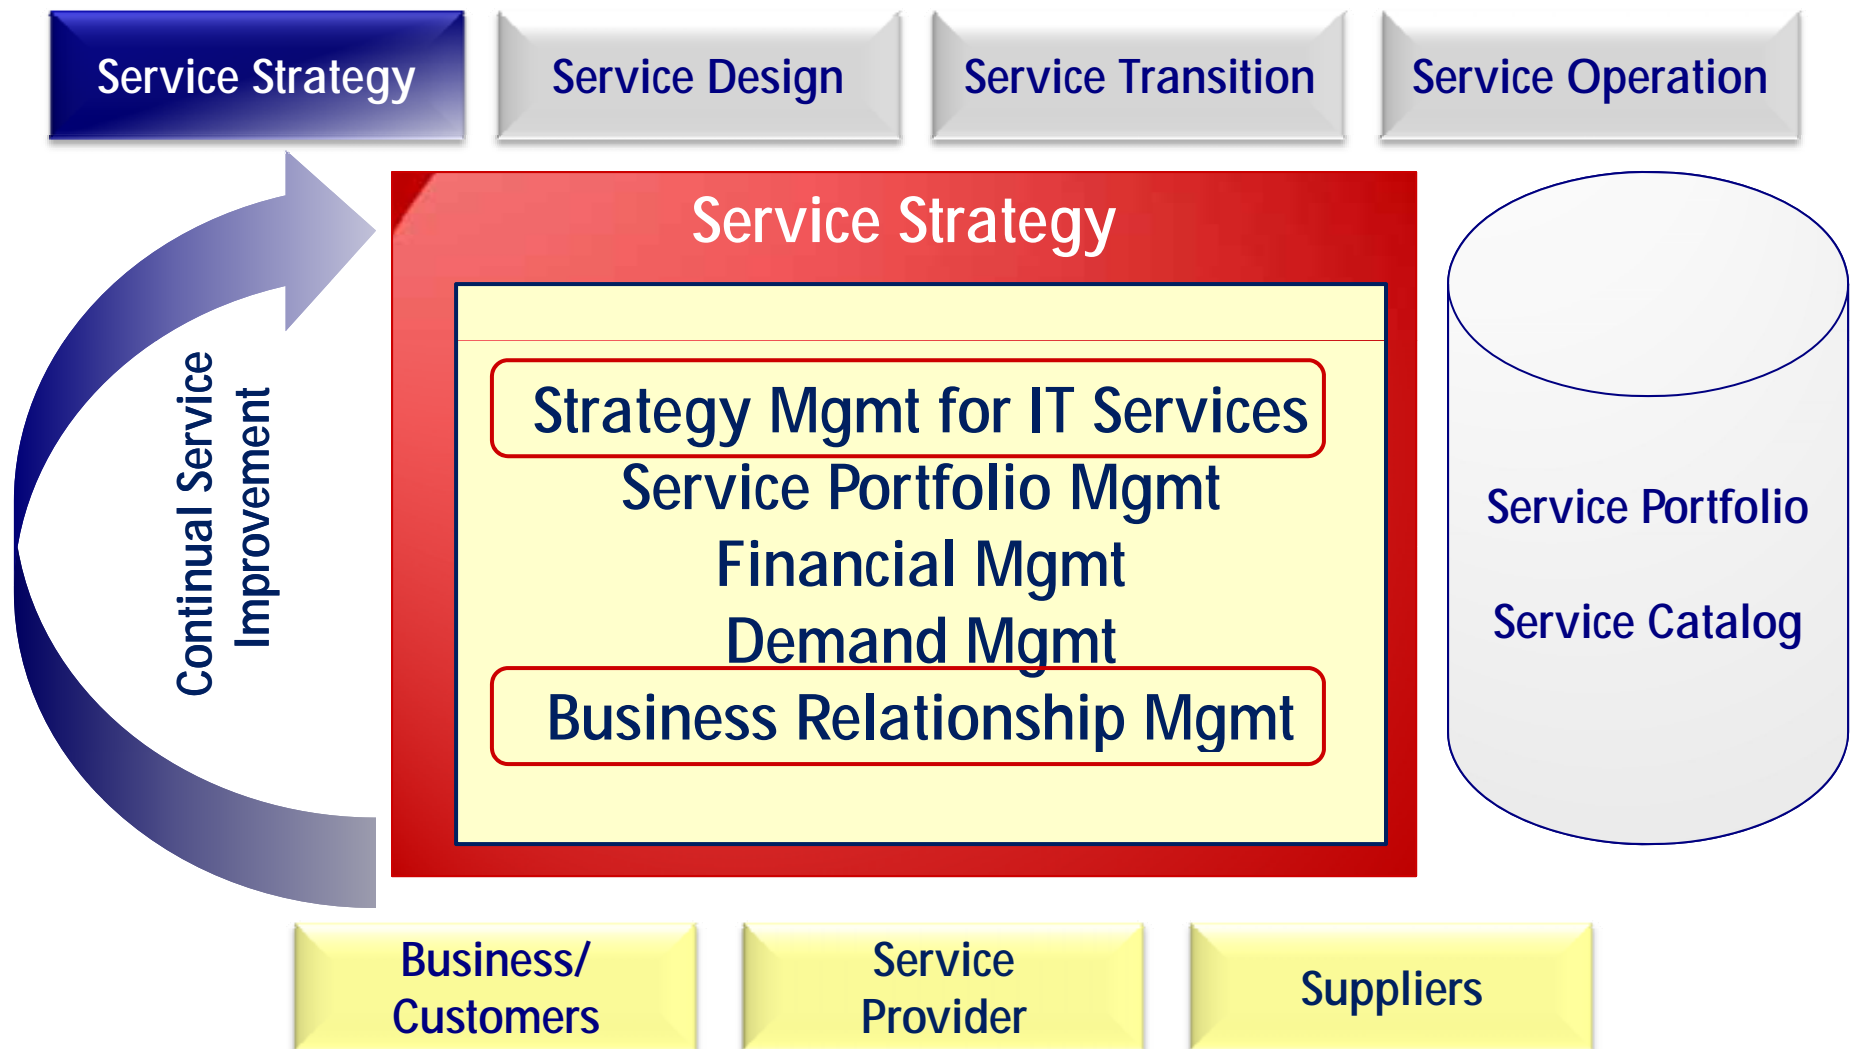 Service Strategy
Service Design
Service Transition
Service Operation
Service Strategy
Continual Service
Improvement
Strategy Mgmt for IT Services
Service Portfolio Mgmt
Financial Mgmt
Demand Mgmt
Business Relationship Mgmt
Service Portfolio
Service Catalog
Business/
Customers
Service
Provider
Suppliers